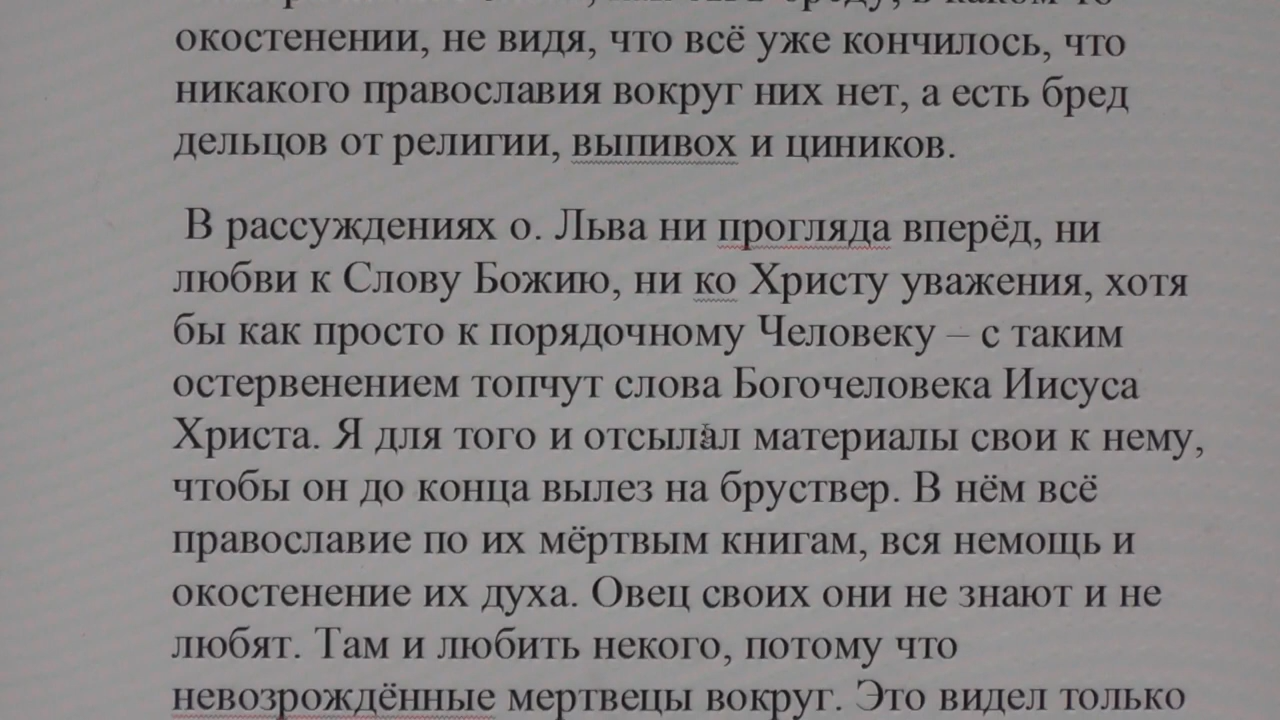 окостенении, не видя, что всё уже кончилось, что
никакого православия вокруг них нет, а есть бред
дельцов от религии, выпивох и циников.
В рассуждениях о. Льва ни прогляда вперёд, ни
любви к Слову Божию, ни ко Христу уважения, хотя
бы как просто к порядочному Человеку – с таким
остервенением топчут слова Богочеловека Иисуса
Христа. Я для того и отсылал материалы свои к нему,
чтобы он до конца вылез на бруствер. В нём всё
православие по их мёртвым книгам, вся немощь и
окостенение их духа. Овец своих они не знают и не
любят. Там и любить некого, потому что
невозрождённые мертвецы вокруг. Это видел только